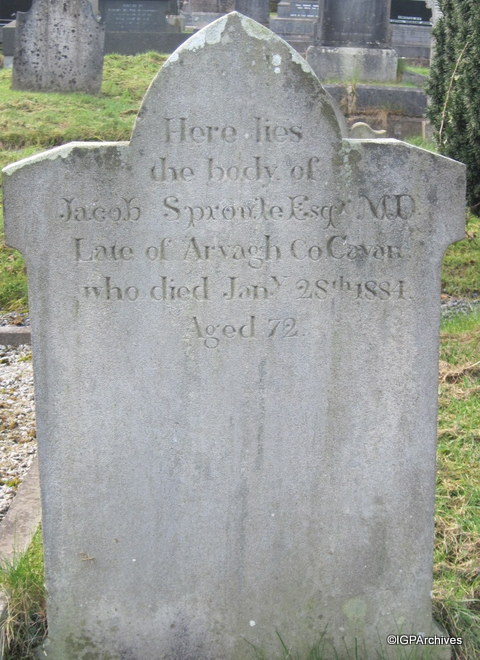 Here lies
the body of
Jacob Sproule Esqr. M.D.
Late of Arvagh Co Cavan
who died Jany 28th 1884.
Aged 72.
©IGPArchives